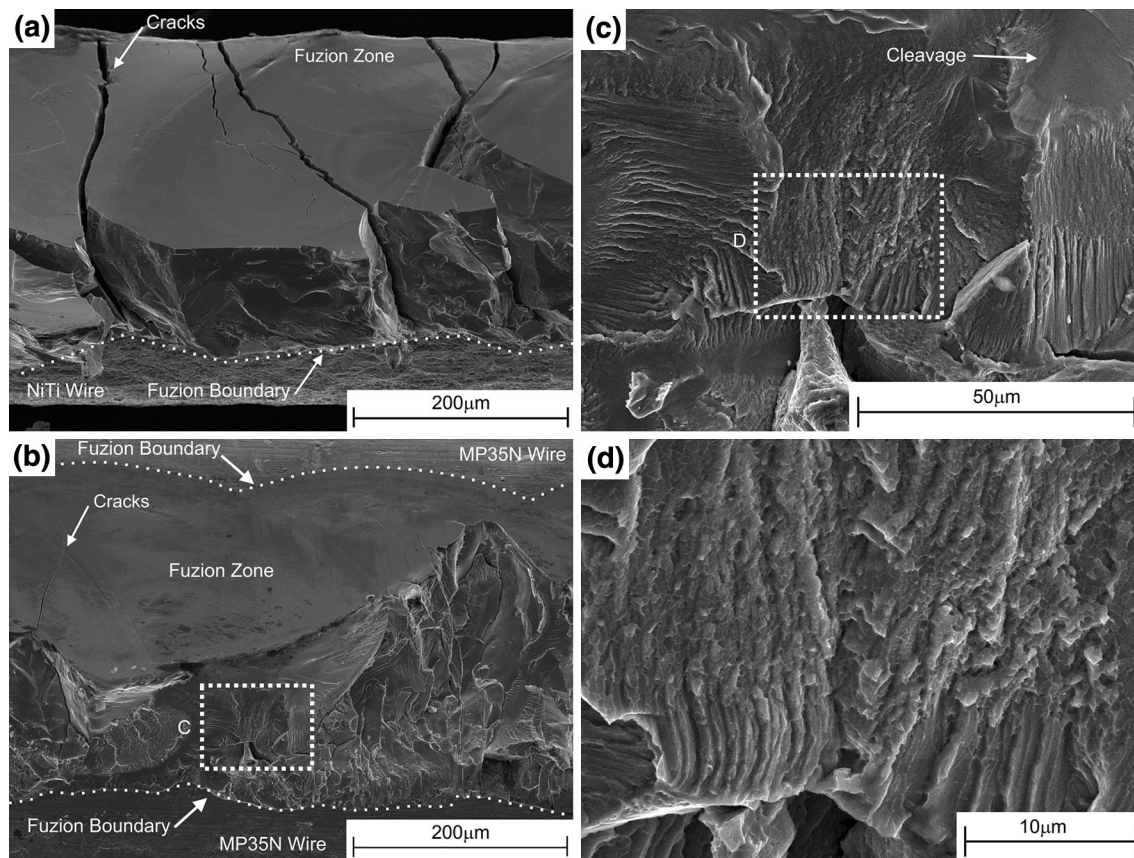 (a)
Cracks
Fuzion Zone
NiTi Wire
Fuzion Boundary
200μm
(b)
Fuzion Boundary
MP35N Wire
Cracks
Fuzion Zone
C
Fuzion Boundary
MP35N Wire
200μm
(c)
Cleavage
D
50μm
(d)
10μm